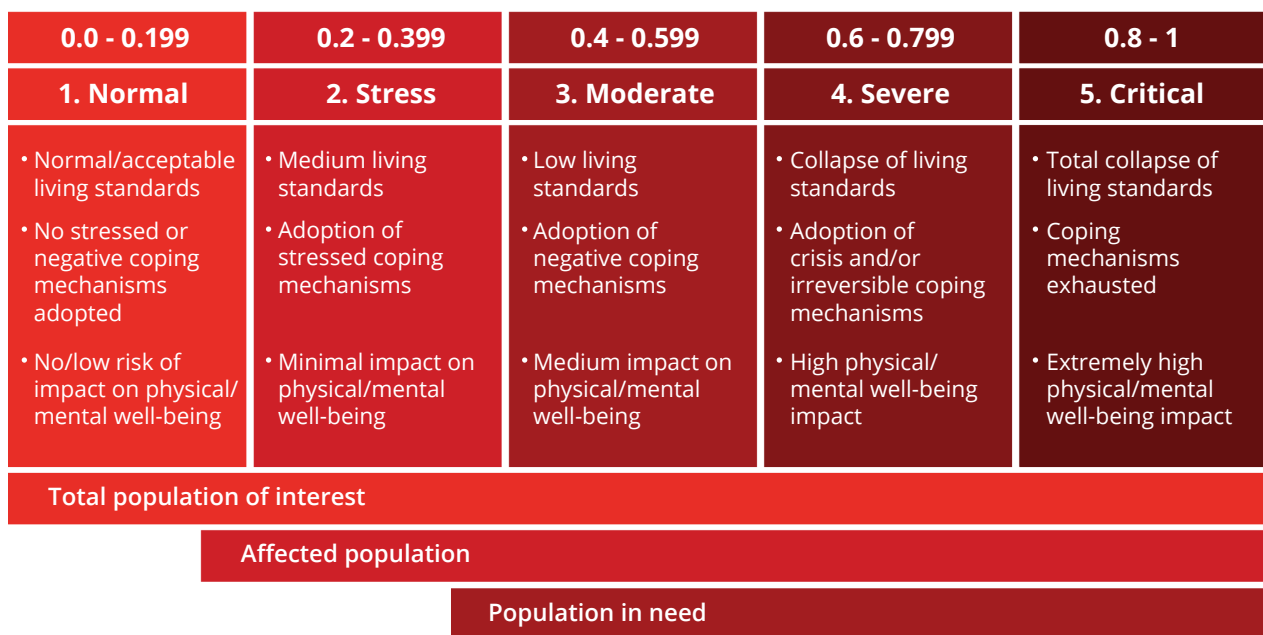 0.0 - 0.199
0.2 - 0.399
0.4 - 0.599
0.6 - 0.799
0.8 - 1
1. Normal
2. Stress
3. Moderate
4. Severe
5. Critical
• Normal/acceptable
living standards
• No stressed or
negative coping
mechanisms
adopted
• No/low risk of
impact on physical/
mental well-being
• Medium living
standards
• Adoption of
stressed coping
mechanisms
• Minimal impact on
physical/mental
well-being
• Low living
standards
• Adoption of
negative coping
mechanisms
• Medium impact on
physical/mental
well-being
• Collapse of living
standards
• Adoption of
crisis and/or
irreversible coping
mechanisms
• High physical/
mental well-being
impact
• Total collapse of
living standards
• Coping
mechanisms
exhausted
• Extremely high
physical/mental
well-being impact
Total population of interest
Affected population
Population in need